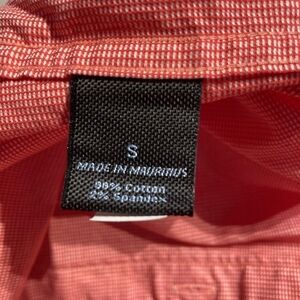 S
MADE IN MAURITIUS
98% Cotton
2% Spandex